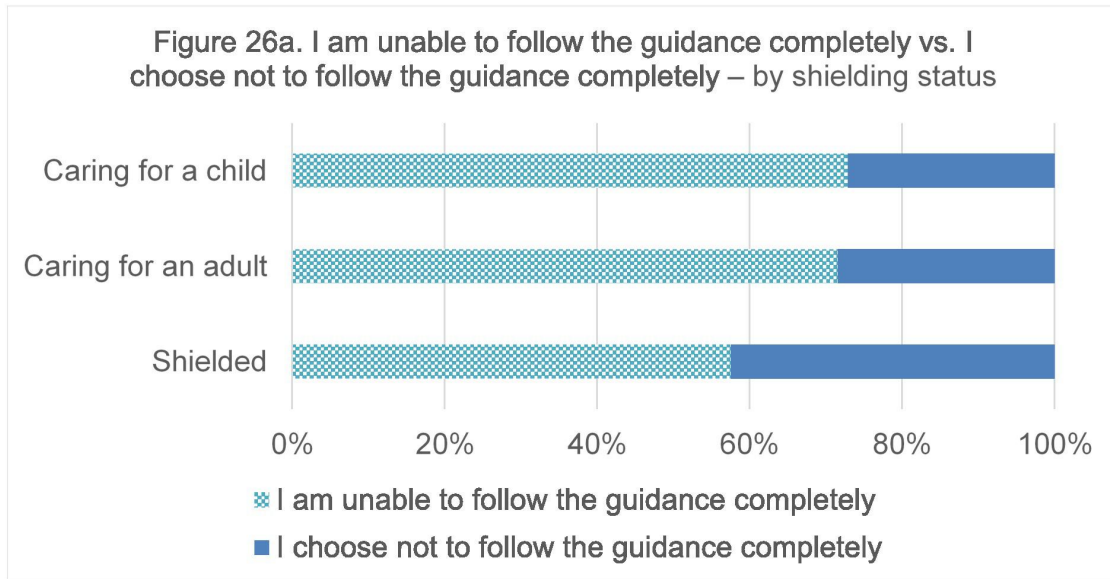 Figure 26a. I am unable to follow the guidance completely vs. I
choose not to follow the guidance completely – by shielding status
Caring for a child
Caring for an adult
Shielded
0% 20% 40% 60% 80% 100%
I am unable to follow the guidance completely
I choose not to follow the guidance completely